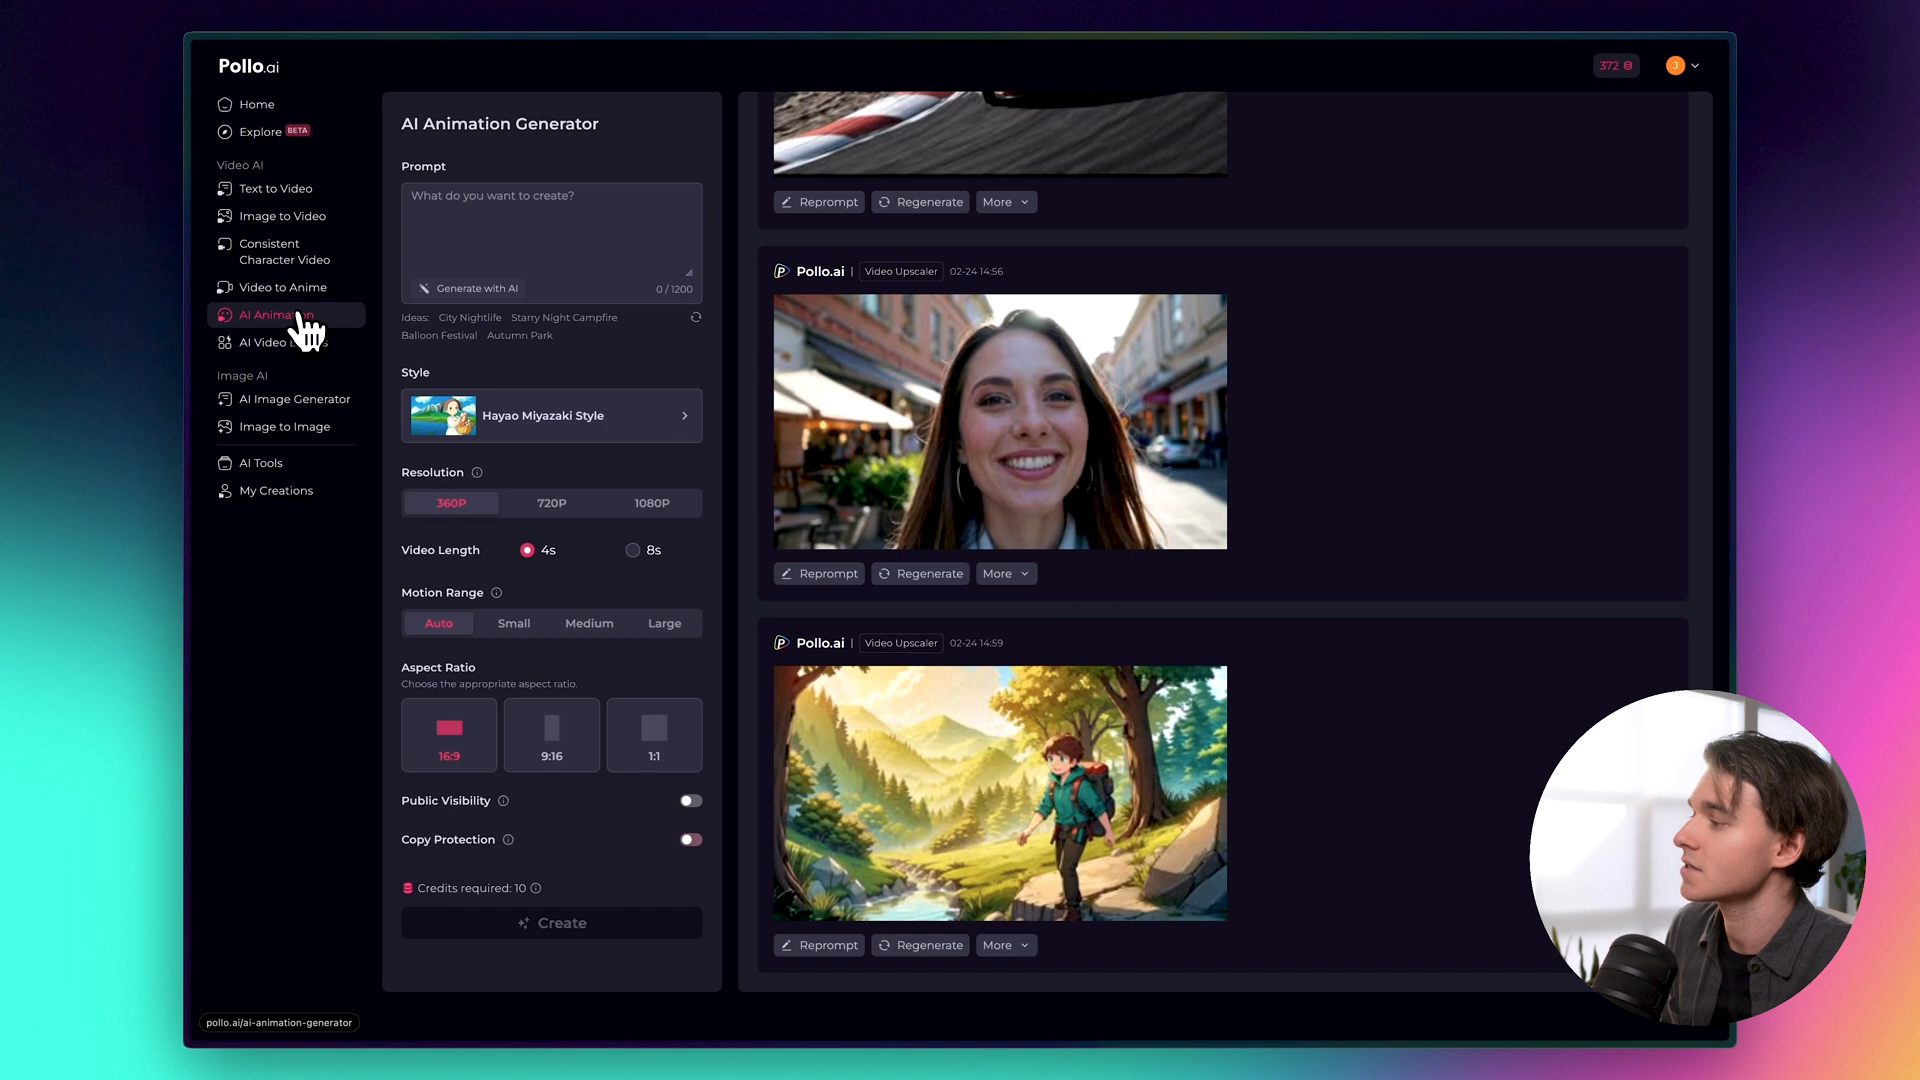 Pollo.ai
372
J
Home
Explore BETA
Video AI
Text to Video
Image to Video
Consistent
Character Video
Video to Anime
AI Animation
AI Video
Image AI
AI Image Generator
Image to Image
AI Tools
My Creations
pollo.ai/ai-animation-generator
AI Animation Generator
Prompt
What do you want to create?
Generate with AI
0 / 1200
Ideas: City Nightlife Starry Night Campfire
Balloon Festival Autumn Park
Style
Hayao Miyazaki Style
Resolution
360P 720P 1080P
Video Length 4s 8s
Motion Range
Auto Small Medium Large
Aspect Ratio
Choose the appropriate aspect ratio.
16:9 9:16 1:1
Public Visibility
Copy Protection
Credits required: 10
Create
Reprompt Regenerate More
Pollo.ai | Video Upscaler 02-24 14:56
Reprompt Regenerate More
Pollo.ai | Video Upscaler 02-24 14:59
Reprompt Regenerate More